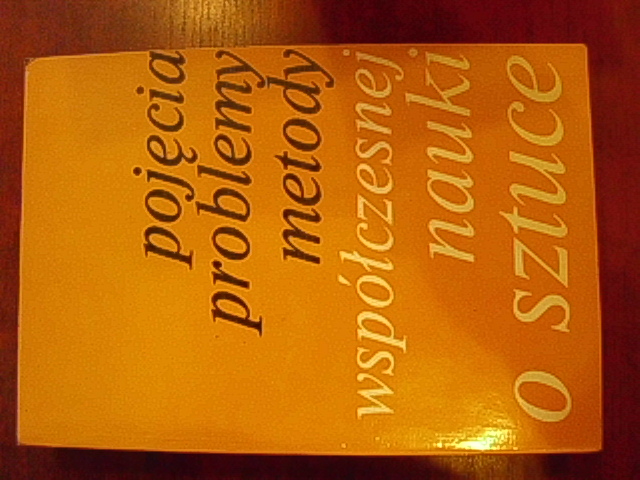 pojęcia
problemy
metody
współczesnej
nauki
o sztuce